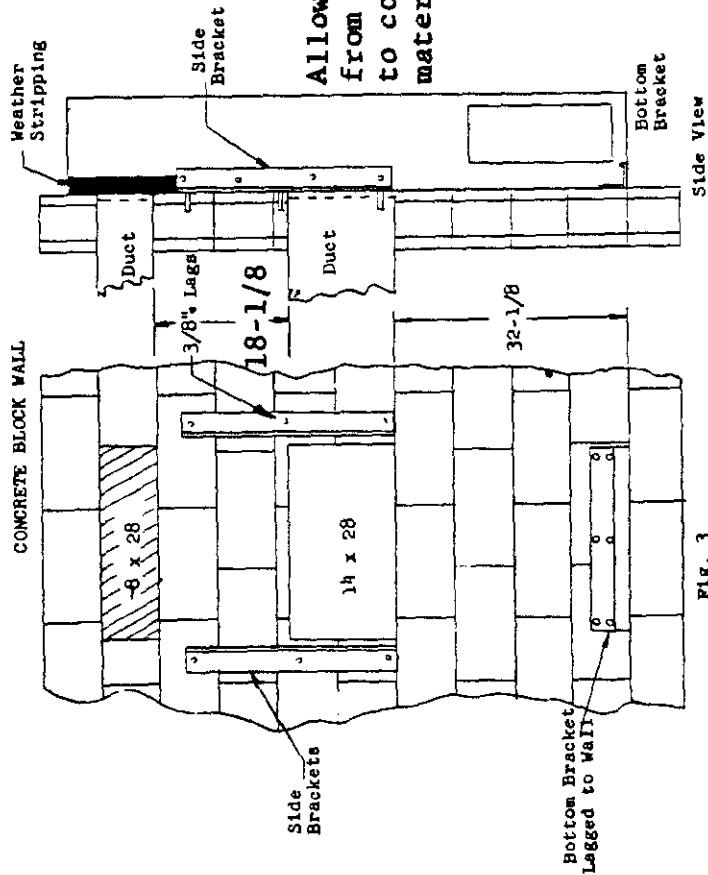 CONCRETE BLOCK WALL
Weather
Stripping
Side
Bracket
Allow
from
to co
mater
Duct
3/8" Lags
18-1/8
Duct
32-1/8
8 x 28
14 x 28
Side
Brackets
Bottom Bracket
Lagged to Wall
Bottom
Bracket
Side View
Fig. 3